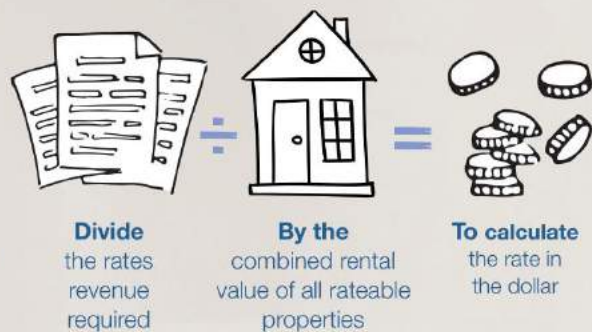 Divide
the rates
revenue
required
÷
By the
combined rental
value of all rateable
properties
=
To calculate
the rate in
the dollar